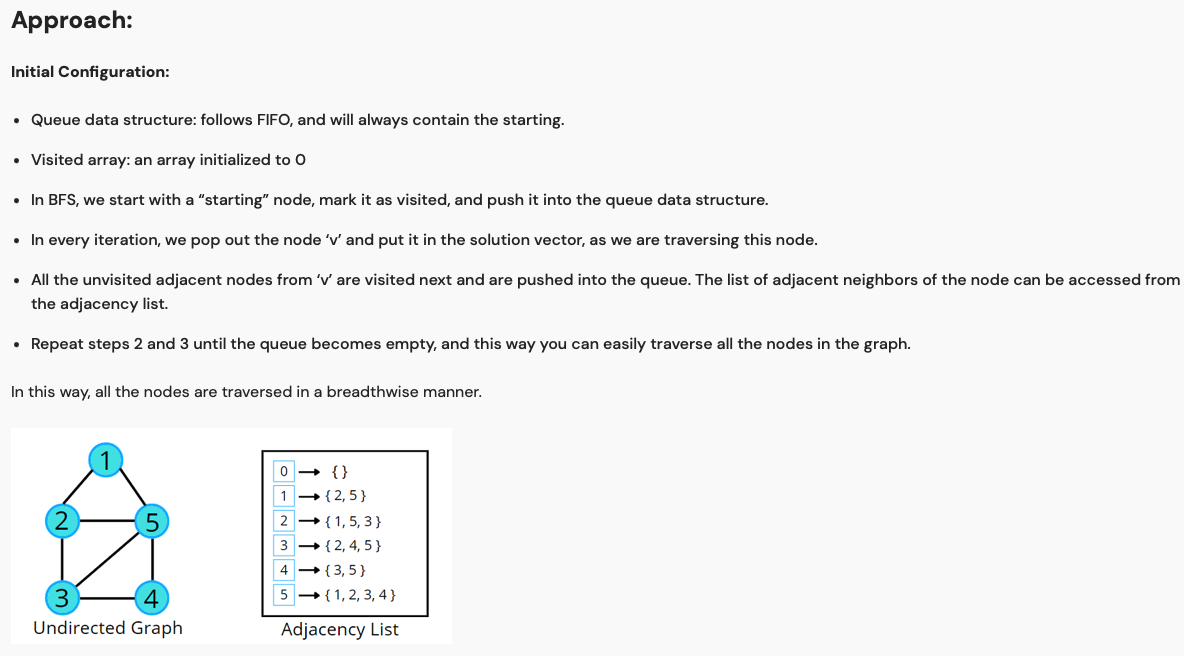 Approach:
Initial Configuration:
• Queue data structure: follows FIFO, and will always contain the starting.
• Visited array: an array initialized to 0
• In BFS, we start with a “starting” node, mark it as visited, and push it into the queue data structure.
• In every iteration, we pop out the node ‘v’ and put it in the solution vector, as we are traversing this node.
• All the unvisited adjacent nodes from ‘v’ are visited next and are pushed into the queue. The list of adjacent neighbors of the node can be accessed from
the adjacency list.
• Repeat steps 2 and 3 until the queue becomes empty, and this way you can easily traverse all the nodes in the graph.
In this way, all the nodes are traversed in a breadthwise manner.
1
2 5
3 4
Undirected Graph
0 → { }
1 → { 2, 5 }
2 → { 1, 5, 3 }
3 → { 2, 4, 5 }
4 → { 3, 5 }
5 → { 1, 2, 3, 4 }
Adjacency List